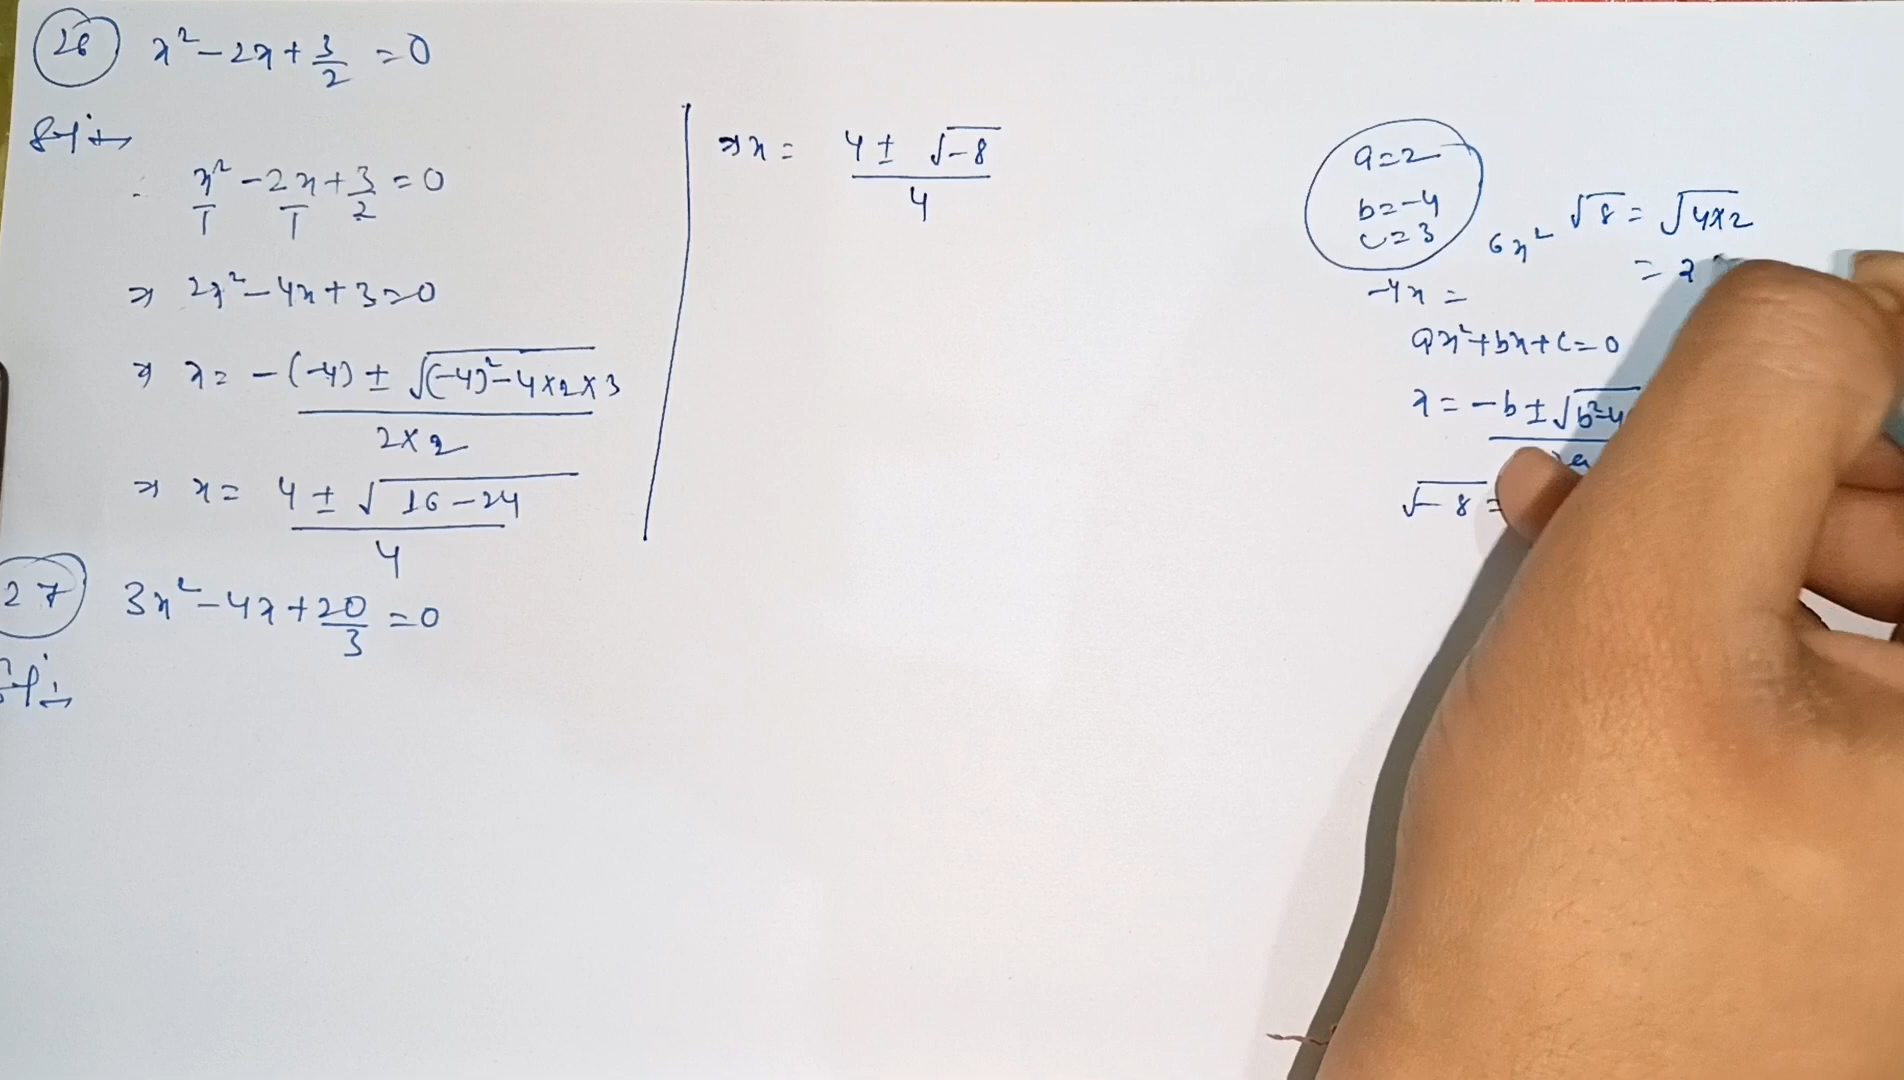 26 x² - 2x + 3/2 = 0
x²/1 - 2x/1 + 3/2 = 0
⇒ 2x² - 4x + 3 = 0
⇒ x = -(-4) ± √(-4)² - 4×2×3 / 2×2
⇒ x = 4 ± √16-24 / 4
27 3x² - 4x + 20/3 = 0
⇒ x = 4 ± √-8 / 4
a=2
b=-4
c=3
6x²
√8 = √4×2
= 2
-4x =
ax²+bx+c=0
x = -b ± √b²-4
√-8 =